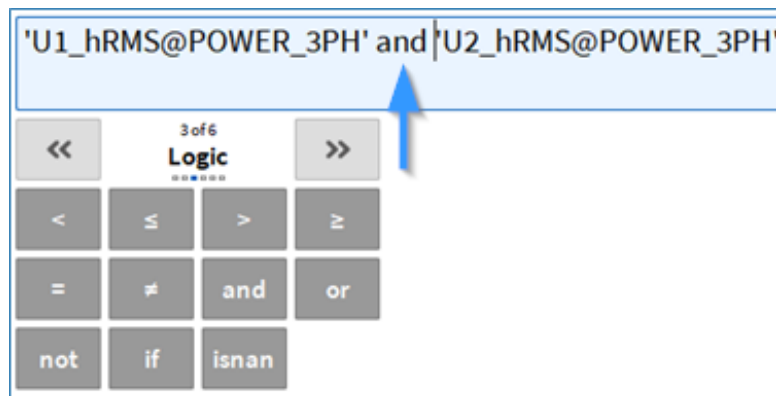 'U1_hRMS@POWER_3PH' and 'U2_hRMS@POWER_3PH'
« 3 of 6 »
Logic
< ≤ > ≥
= ≠ and or
not if isnan